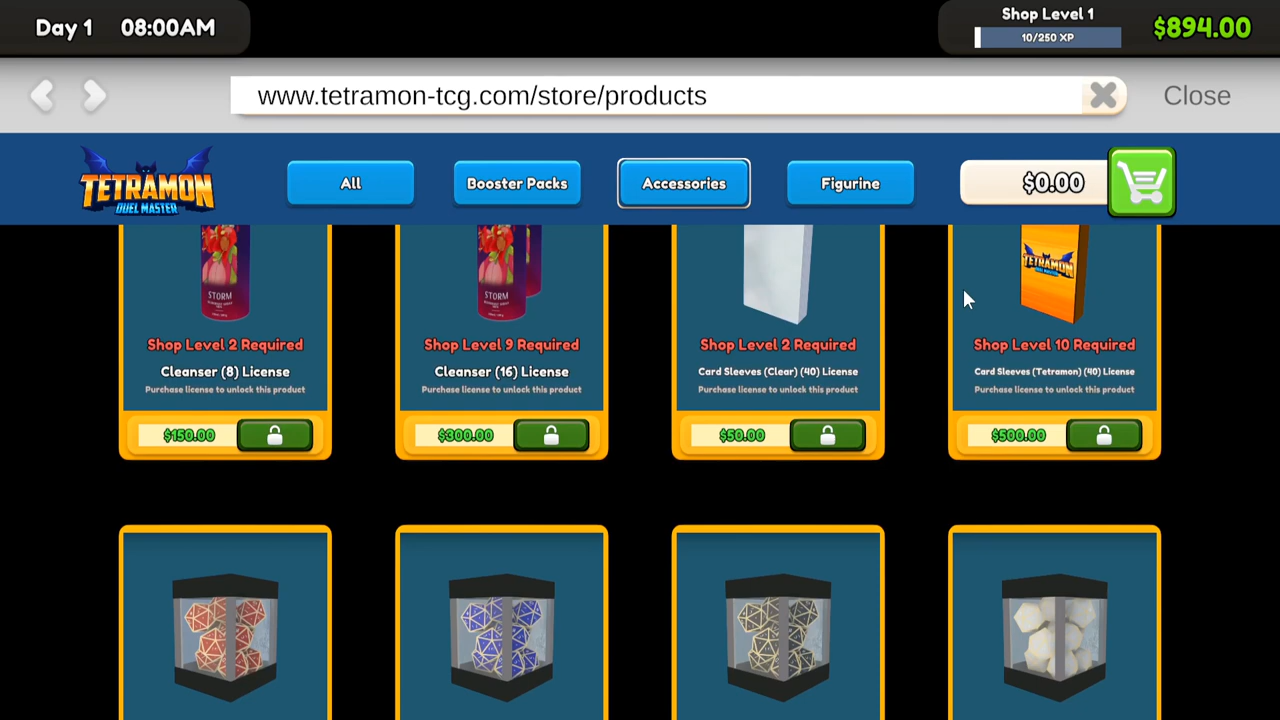 Day 1 08:00AM
Shop Level 1
10/250 XP
$894.00
www.tetramon-tcg.com/store/products
Close
TETRAMON
DUEL MASTER
All
Booster Packs
Accessories
Figurine
$0.00
STORM
STORM
TETRAMON
DUEL MASTER
Shop Level 2 Required
Shop Level 9 Required
Shop Level 2 Required
Shop Level 10 Required
Cleanser (8) License
Cleanser (16) License
Card Sleeves (Clear) (40) License
Card Sleeves (Tetramon) (40) License
Purchase license to unlock this product
Purchase license to unlock this product
Purchase license to unlock this product
Purchase license to unlock this product
$150.00
$300.00
$50.00
$500.00